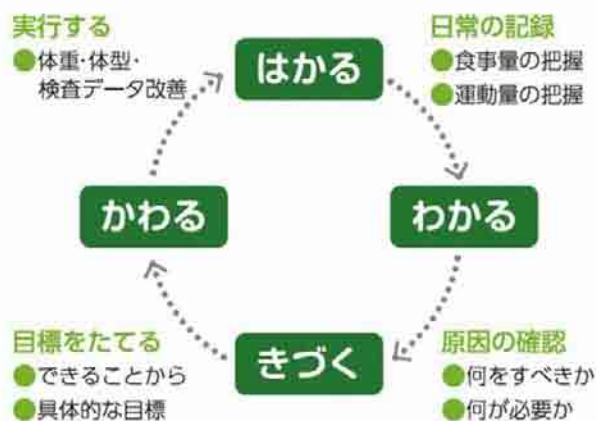 実行する
●体重・体型・
検査データ改善
はかる
日常の記録
●食事量の把握
●運動量の把握
かわる
わかる
目標をたてる
●できることから
●具体的な目標
きづく
原因の確認
●何をすべきか
●何が必要か